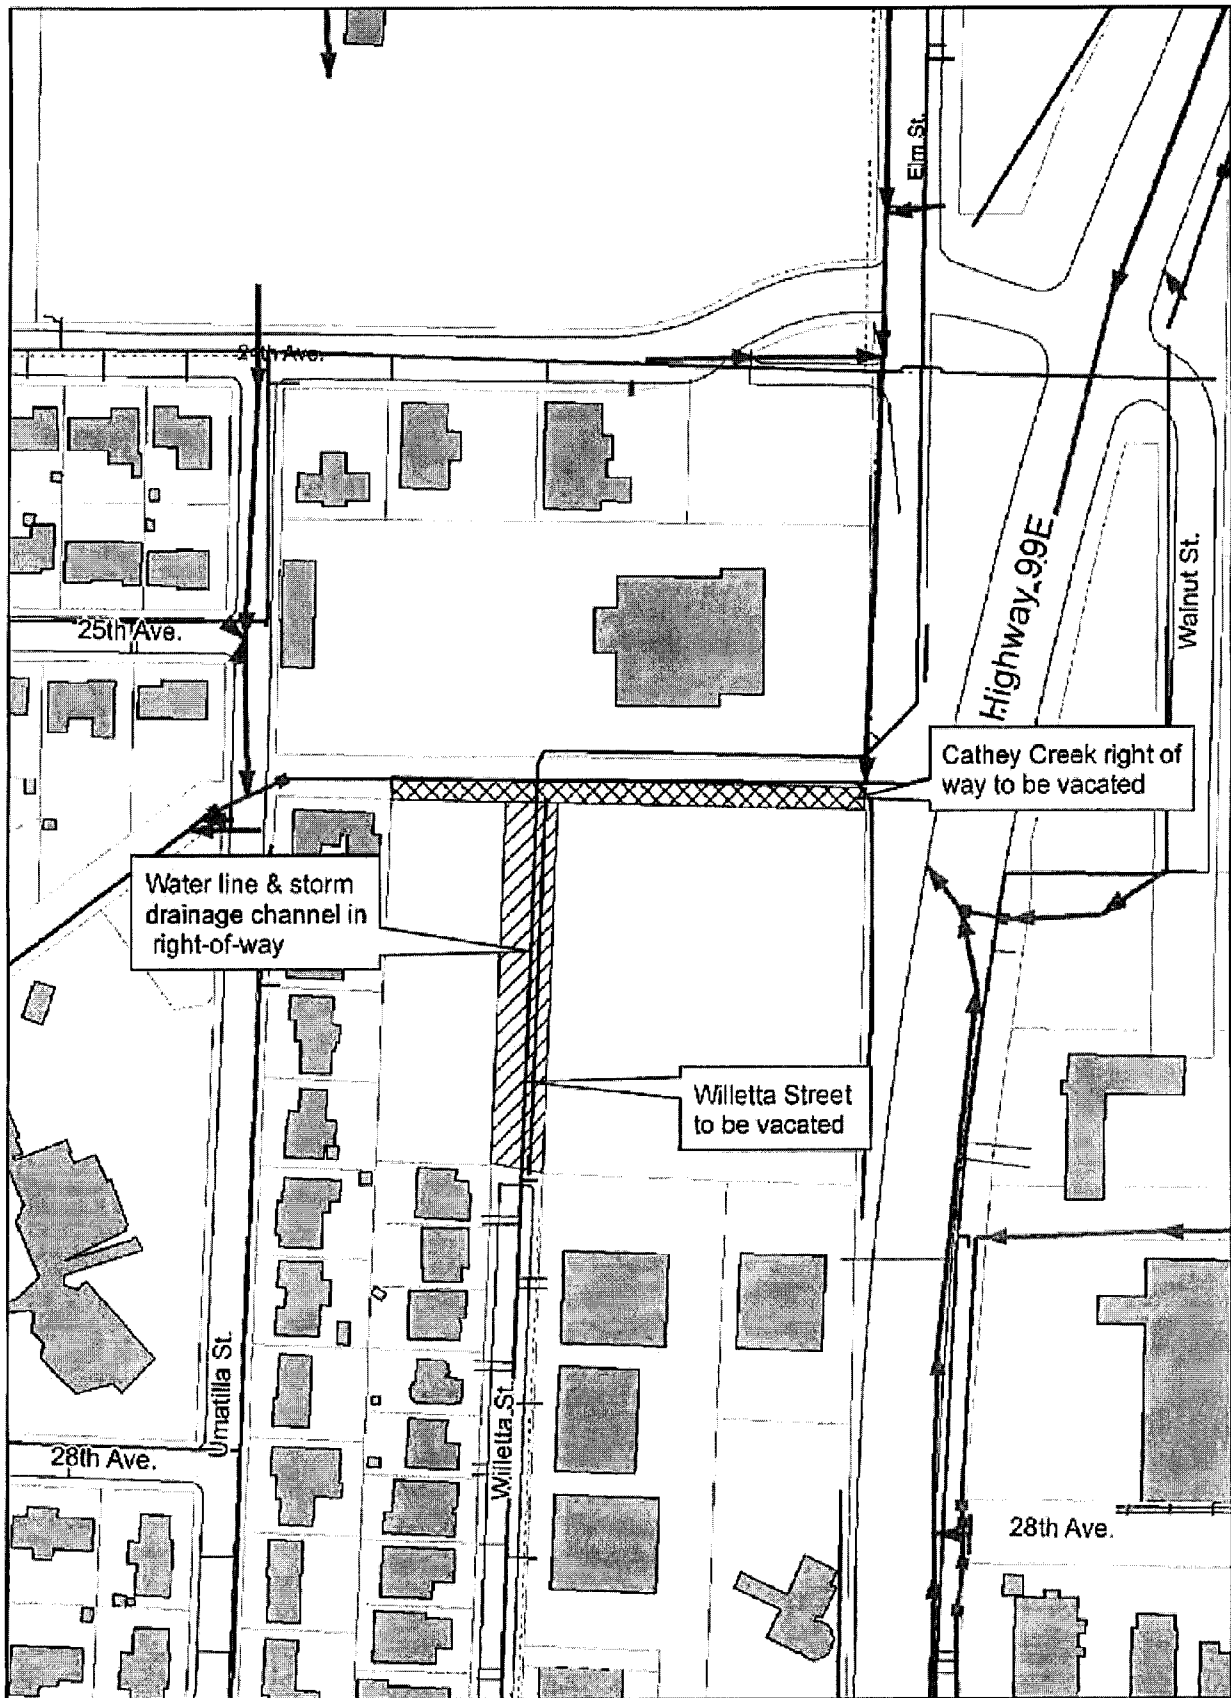 Elm St.
24th Ave.
Highway 99E
Walnut St.
25th Ave.
Cathey Creek right of
way to be vacated
Water line & storm
drainage channel in
right-of-way
Willetta Street
to be vacated
Umatilla St.
Willetta St.
28th Ave.
28th Ave.